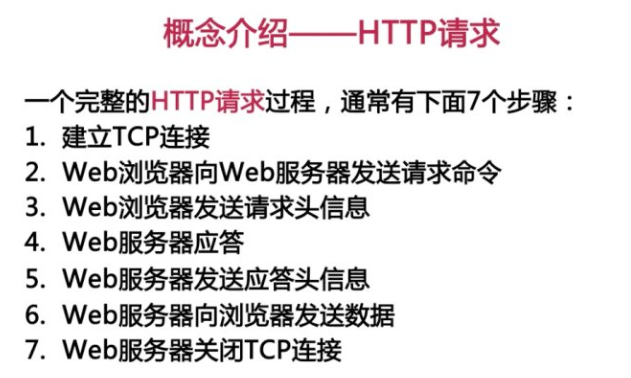 概念介绍——HTTP请求
一个完整的HTTP请求过程，通常有下面7个步骤：
1. 建立TCP连接
2. Web浏览器向Web服务器发送请求命令
3. Web浏览器发送请求头信息
4. Web服务器应答
5. Web服务器发送应答头信息
6. Web服务器向浏览器发送数据
7. Web服务器关闭TCP连接